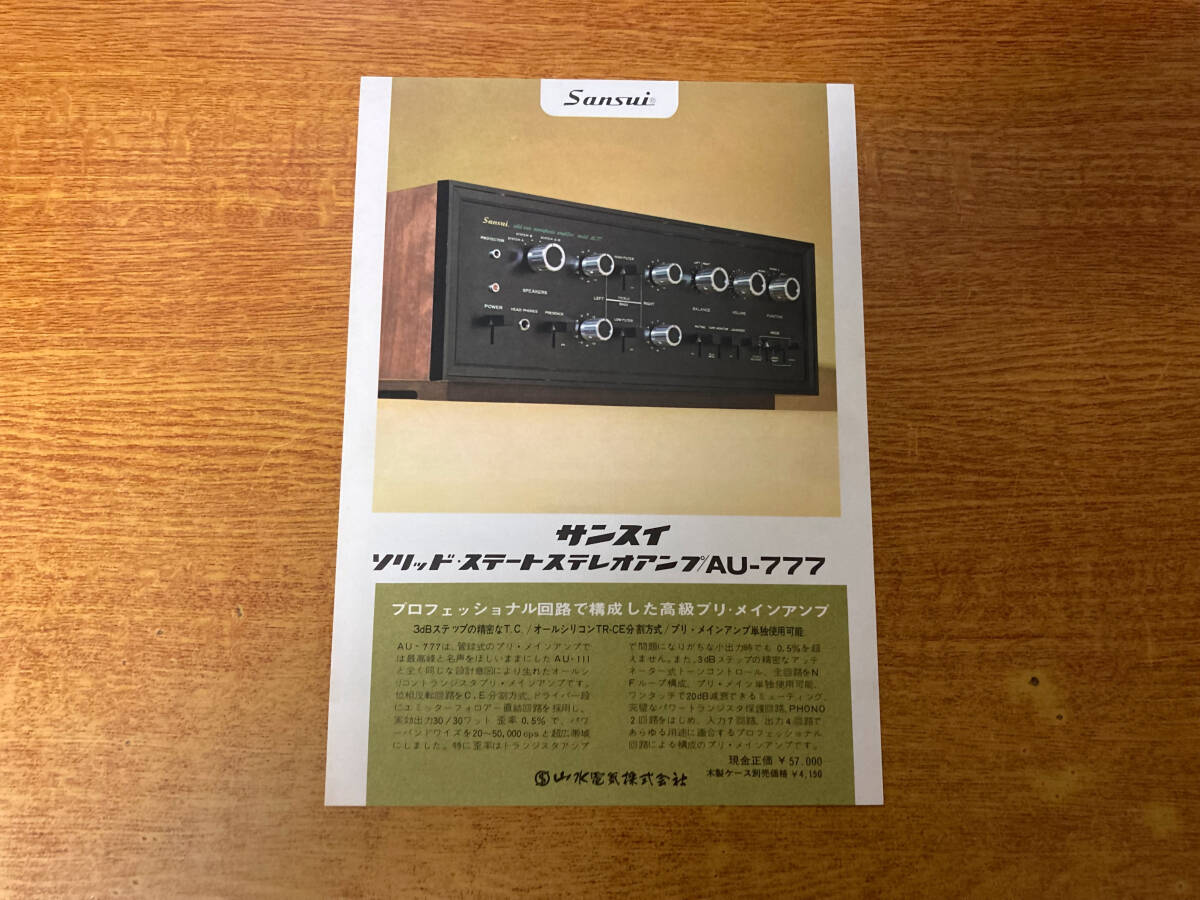 Sansui
Sansui solid state stereophonic amplifier model AU-777
PROTECTOR
SYSTEM A
SYSTEM B
SYSTEM A+B
HIGH FILTER
SPEAKERS
LEFT
TREBLE
BASS
RIGHT
BALANCE
VOLUME
FUNCTION
POWER
HEAD PHONES
PRESENCE
LOW FILTER
MUTING
TAPE MONITOR
LOUDNESS
MODE
サンスイ
ソリッド・ステートステレオアンプ/AU-777
プロフェッショナル回路で構成した高級プリ・メインアンプ
3dBステップの精密なT.C./オールシリコンTR-CE分割方式/プリ・メインアンプ単独使用可能
AU-777は、管球式のプリ・メインアンプで
は最高峰と名声をほしいままにしたAU-111
と全く同じな設計意図により生れたオールシ
リコントランジスタプリ・メインアンプです。
位相反転回路をC，E分割方式、ドライバー段
にエミッターフォロアー直結回路を採用し、
実効出力30/30ワット 歪率0.5%で、パワ
ーバンドワイズを20～50,000cpsと超広帯域
にしました。特に歪率はトランジスタアンプ
で問題になりがちな小出力時でも0.5%を超
えません。また、3dBステップの精密なアッテ
ネーター式トーンコントロール、全回路をN
Fループ構成、プリ・メイン単独使用可能、
ワンタッチで20dB減衰できるミューティング、
完璧なパワートランジスタ保護回路、PHONO
2回路をはじめ、入力7回路、出力4回路で
あらゆる用途に適合するプロフェッショナル
回路による構成のプリ・メインアンプです。
現金正価 ￥57,000
木製ケース別売価格 ￥4,150
山水電気株式会社